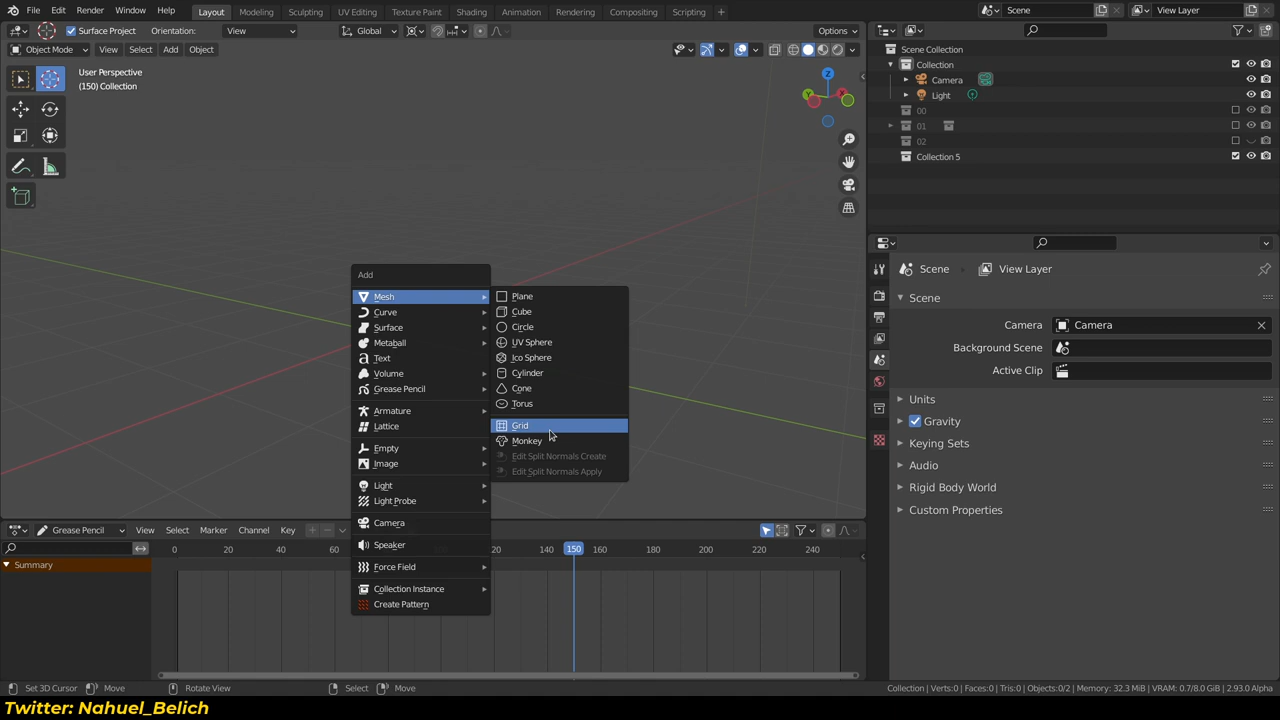 File Edit Render Window Help Layout Modeling Sculpting UV Editing Texture Paint Shading Animation Rendering Compositing Scripting + Scene View Layer
Surface Project Orientation: View Global Options
Object Mode View Select Add Object
User Perspective
(150) Collection
Z
Y
X
Scene Collection
Collection
Camera
Light
00
01
02
Collection 5
Add
Mesh
Curve
Surface
Metaball
Text
Volume
Grease Pencil
Armature
Lattice
Empty
Image
Light
Light Probe
Camera
Speaker
Force Field
Collection Instance
Create Pattern
Plane
Cube
Circle
UV Sphere
Ico Sphere
Cylinder
Cone
Torus
Grid
Monkey
Edit Split Normals Create
Edit Split Normals Apply
Scene View Layer
Scene
Camera Camera
Background Scene
Active Clip
Units
Gravity
Keying Sets
Audio
Rigid Body World
Custom Properties
Grease Pencil View Select Marker Channel Key
0 20 40 60 120 140 150 160 180 200 220 240
Summary
Set 3D Cursor Move Rotate View Select Move Collection | Verts:0 | Faces:0 | Tris:0 | Objects:0/2 | Memory: 32.3 MiB | VRAM: 0.7/8.0 GiB | 2.93.0 Alpha
Twitter: Nahuel_Belich